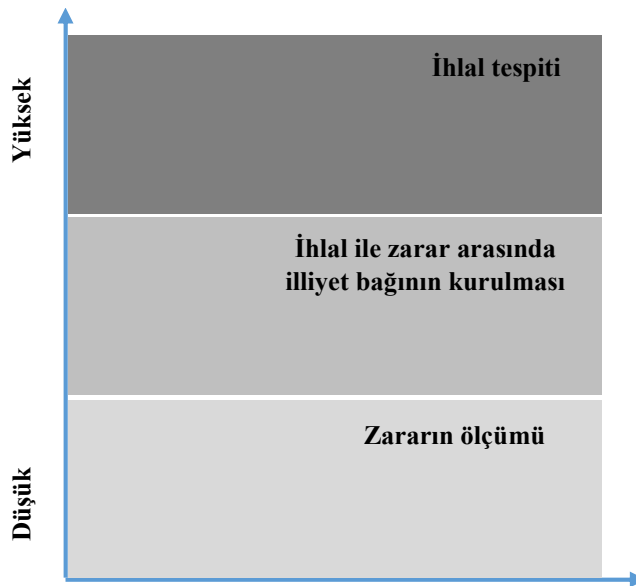 Yüksek
İhlal tespiti
İhlal ile zarar arasında
illiyet bağının kurulması
Zararın ölçümü
Düşük